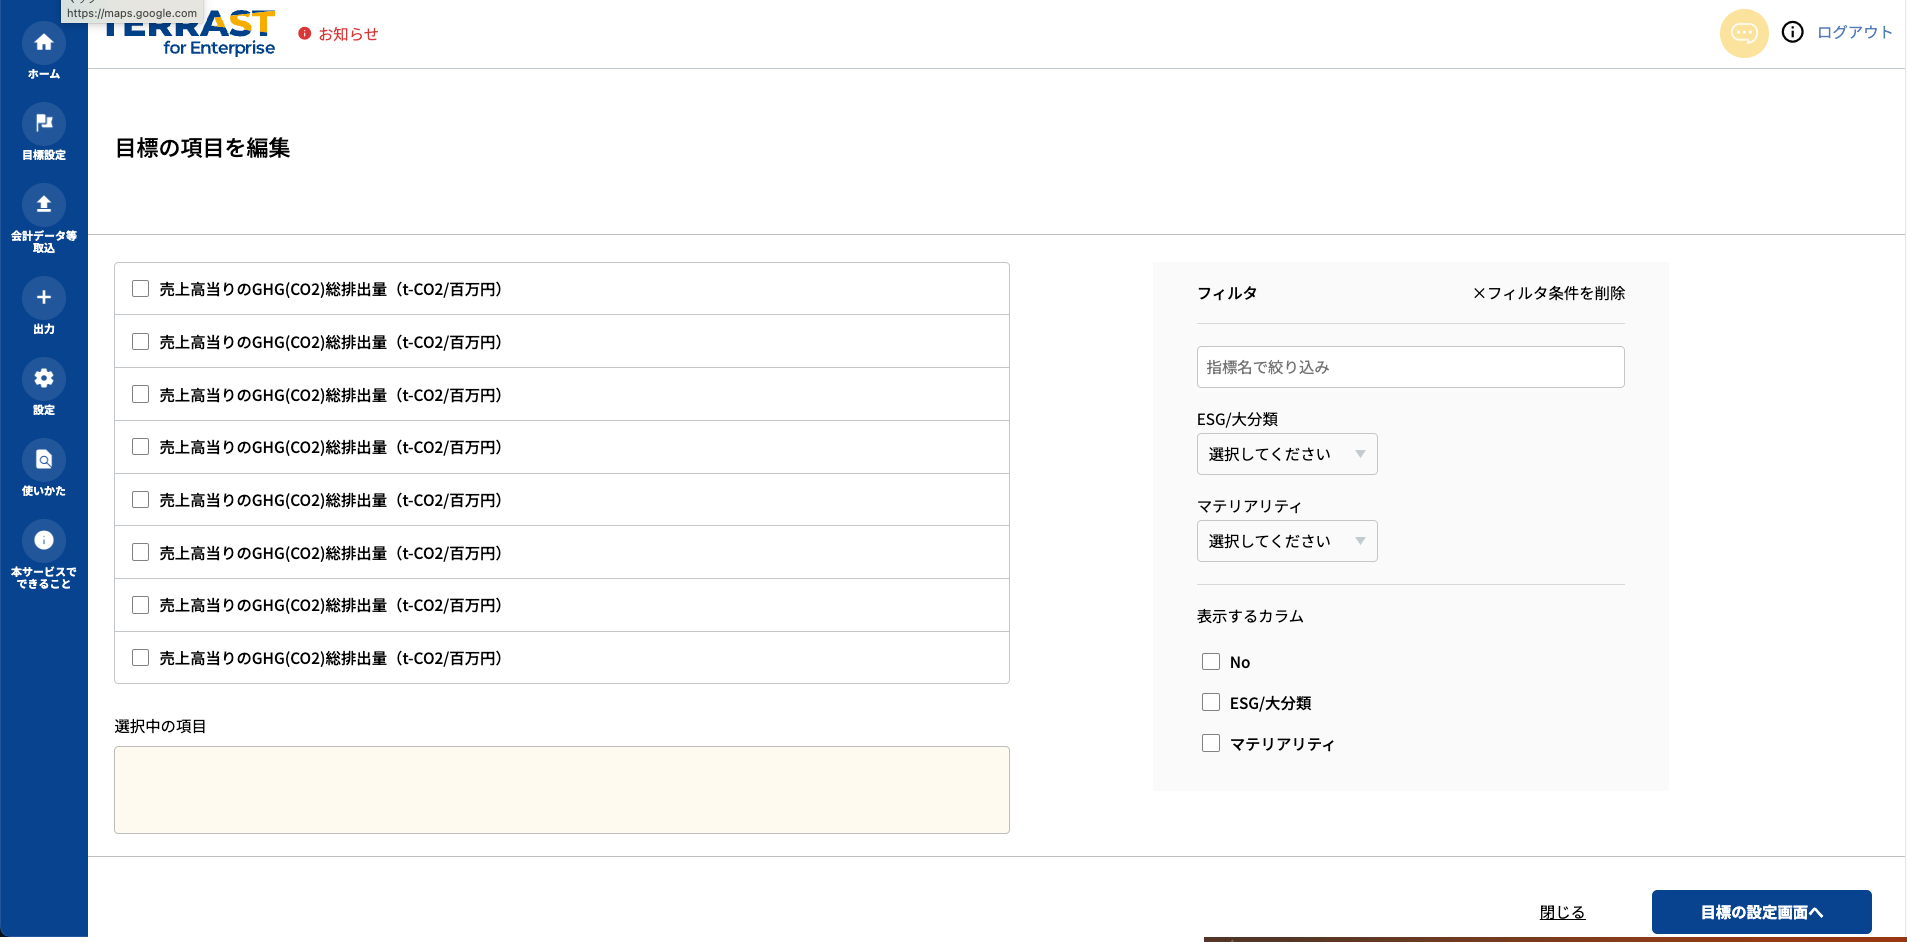 https://maps.google.com
TERRAST
for Enterprise
お知らせ
ログアウト
ホーム
目標設定
会計データ等
取込
出力
設定
使いかた
本サービスで
できること
目標の項目を編集
売上高当りのGHG(CO2)総排出量（t-CO2/百万円）
売上高当りのGHG(CO2)総排出量（t-CO2/百万円）
売上高当りのGHG(CO2)総排出量（t-CO2/百万円）
売上高当りのGHG(CO2)総排出量（t-CO2/百万円）
売上高当りのGHG(CO2)総排出量（t-CO2/百万円）
売上高当りのGHG(CO2)総排出量（t-CO2/百万円）
売上高当りのGHG(CO2)総排出量（t-CO2/百万円）
売上高当りのGHG(CO2)総排出量（t-CO2/百万円）
選択中の項目
フィルタ
×フィルタ条件を削除
指標名で絞り込み
ESG/大分類
選択してください
マテリアリティ
選択してください
表示するカラム
No
ESG/大分類
マテリアリティ
閉じる
目標の設定画面へ